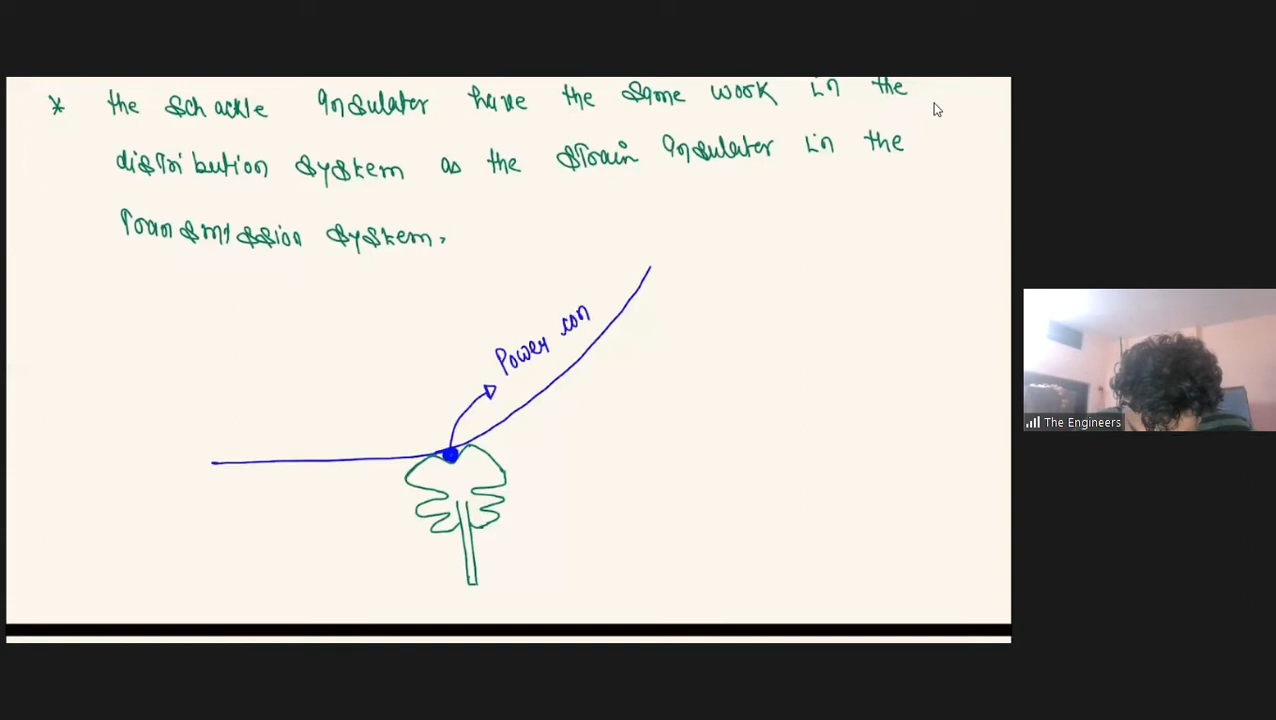 * the schackle insulater have the same work in the
distribution system as the strain insulater in the
Transmission system.
Power con
The Engineers